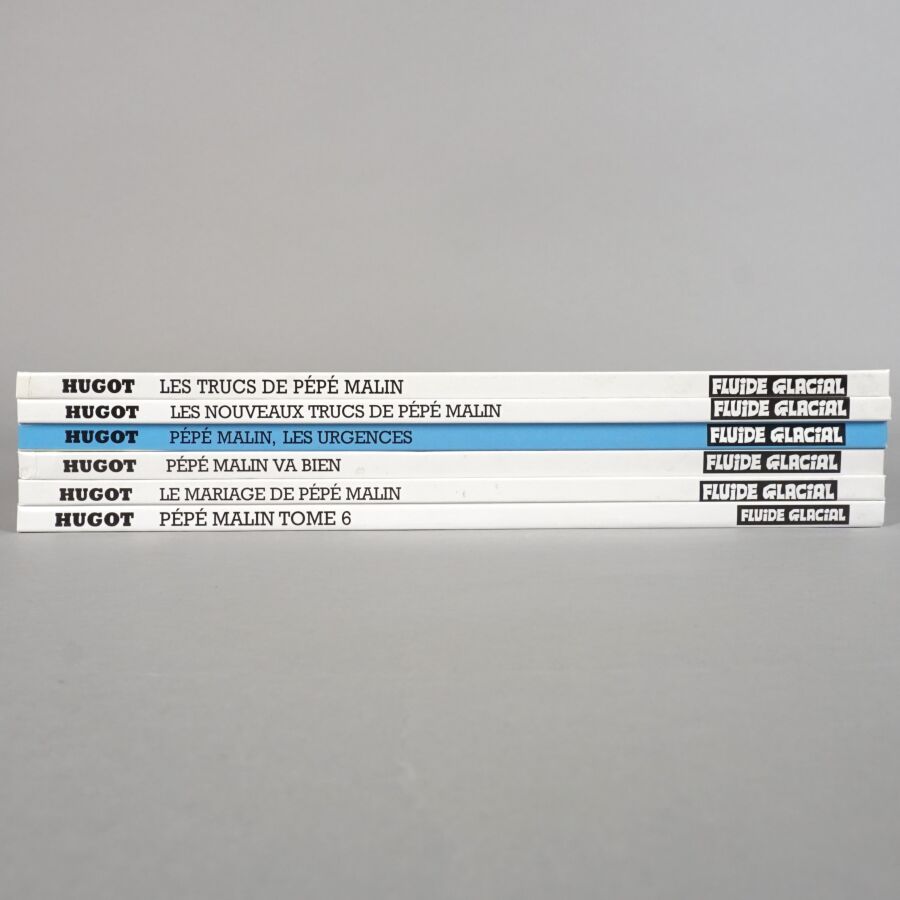 HUGOT LES TRUCS DE PÉPÉ MALIN FLUIDE GLACIAL
HUGOT LES NOUVEAUX TRUCS DE PÉPÉ MALIN FLUIDE GLACIAL
HUGOT PÉPÉ MALIN, LES URGENCES FLUIDE GLACIAL
HUGOT PÉPÉ MALIN VA BIEN FLUIDE GLACIAL
HUGOT LE MARIAGE DE PÉPÉ MALIN FLUIDE GLACIAL
HUGOT PÉPÉ MALIN TOME 6 FLUIDE GLACIAL